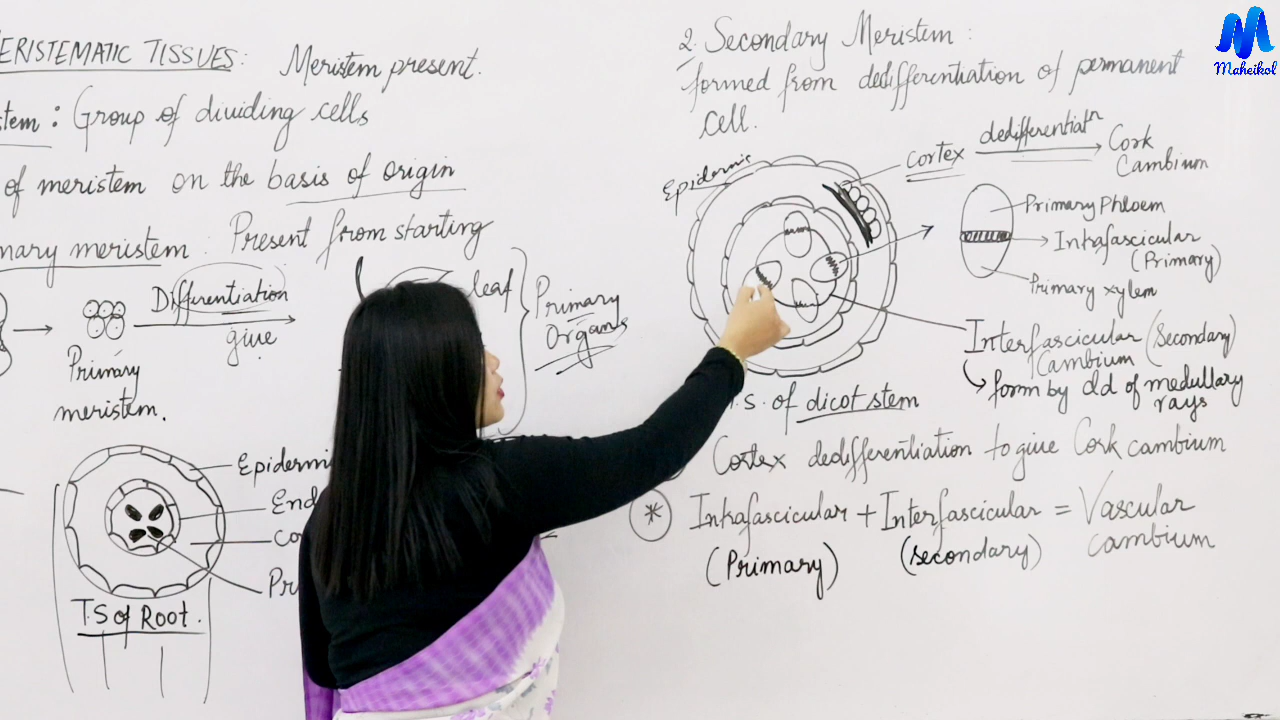 ERISTEMATIC TISSUES: Meristem present.
stem: Group of dividing cells
of meristem on the basis of origin
mary meristem: Present from starting
Differentiation
give
Primary
meristem.
leaf
Primary
Organs
Epidermi
End
co
Pr
T.S of Root.
2. Secondary Meristem:
formed from dedifferentiation of permanent
cell.
Epidermis
Cortex
dedifferentiatn
Cork
Cambium
Primary Phloem
Intrafascicular
(Primary)
Primary xylem
Interfascicular (Secondary)
Cambium
form by dd of medullary
rays
.S. of dicot stem
Cortex dedifferentiation to give Cork cambium
* Intrafascicular + Interfascicular = Vascular
cambium
(Primary) (secondary)
M
Maheikol